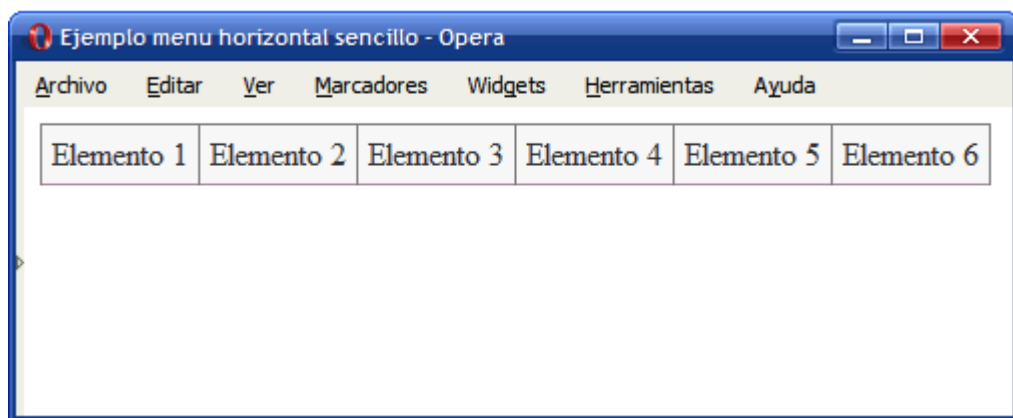 Ejemplo menu horizontal sencillo - Opera
Archivo Editar Ver Marcadores Widgets Herramientas Ayuda
Elemento 1 Elemento 2 Elemento 3 Elemento 4 Elemento 5 Elemento 6